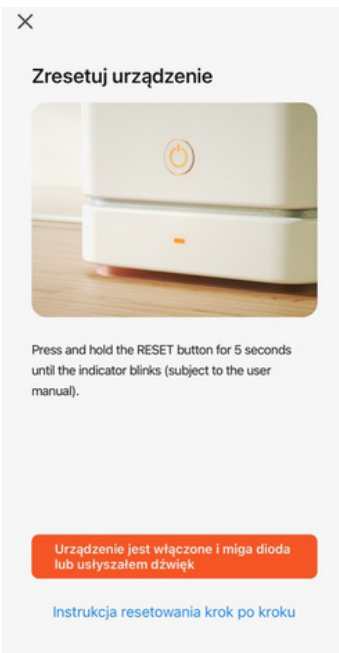 Zresetuj urządzenie
Press and hold the RESET button for 5 seconds
until the indicator blinks (subject to the user
manual).
Urządzenie jest włączone i miga dioda
lub usłyszałem dźwięk
Instrukcja resetowania krok po kroku